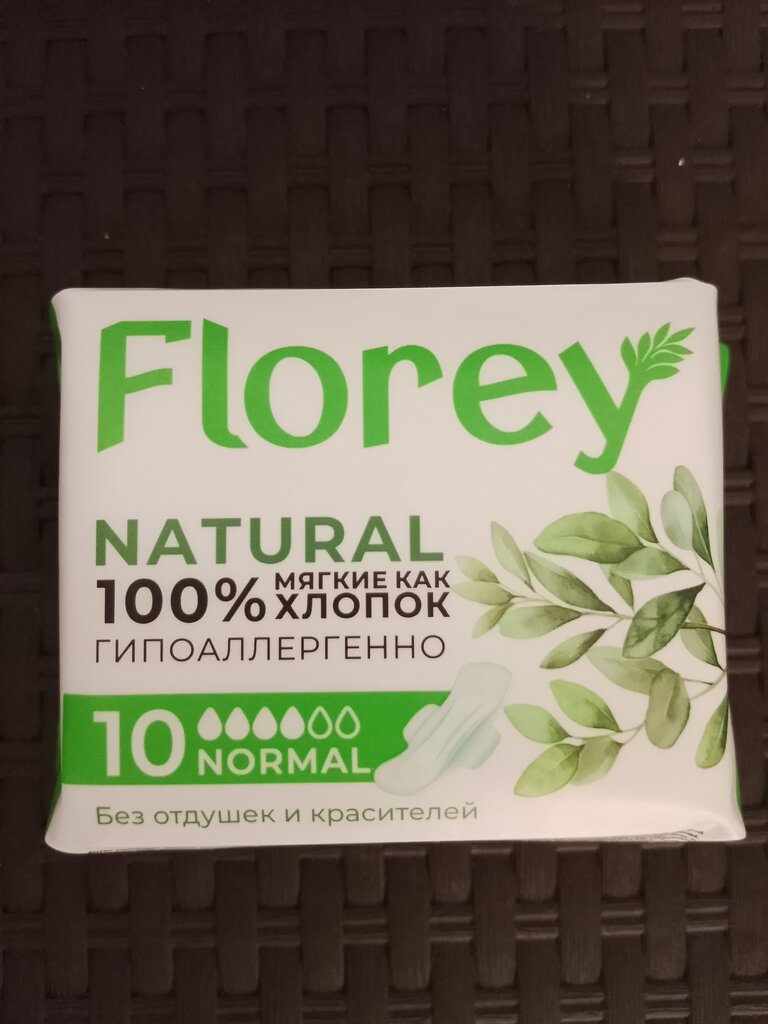 Florey
NATURAL
100% МЯГКИЕ КАК
ХЛОПОК
ГИПОАЛЛЕРГЕННО
10 NORMAL
Без отдушек и красителей